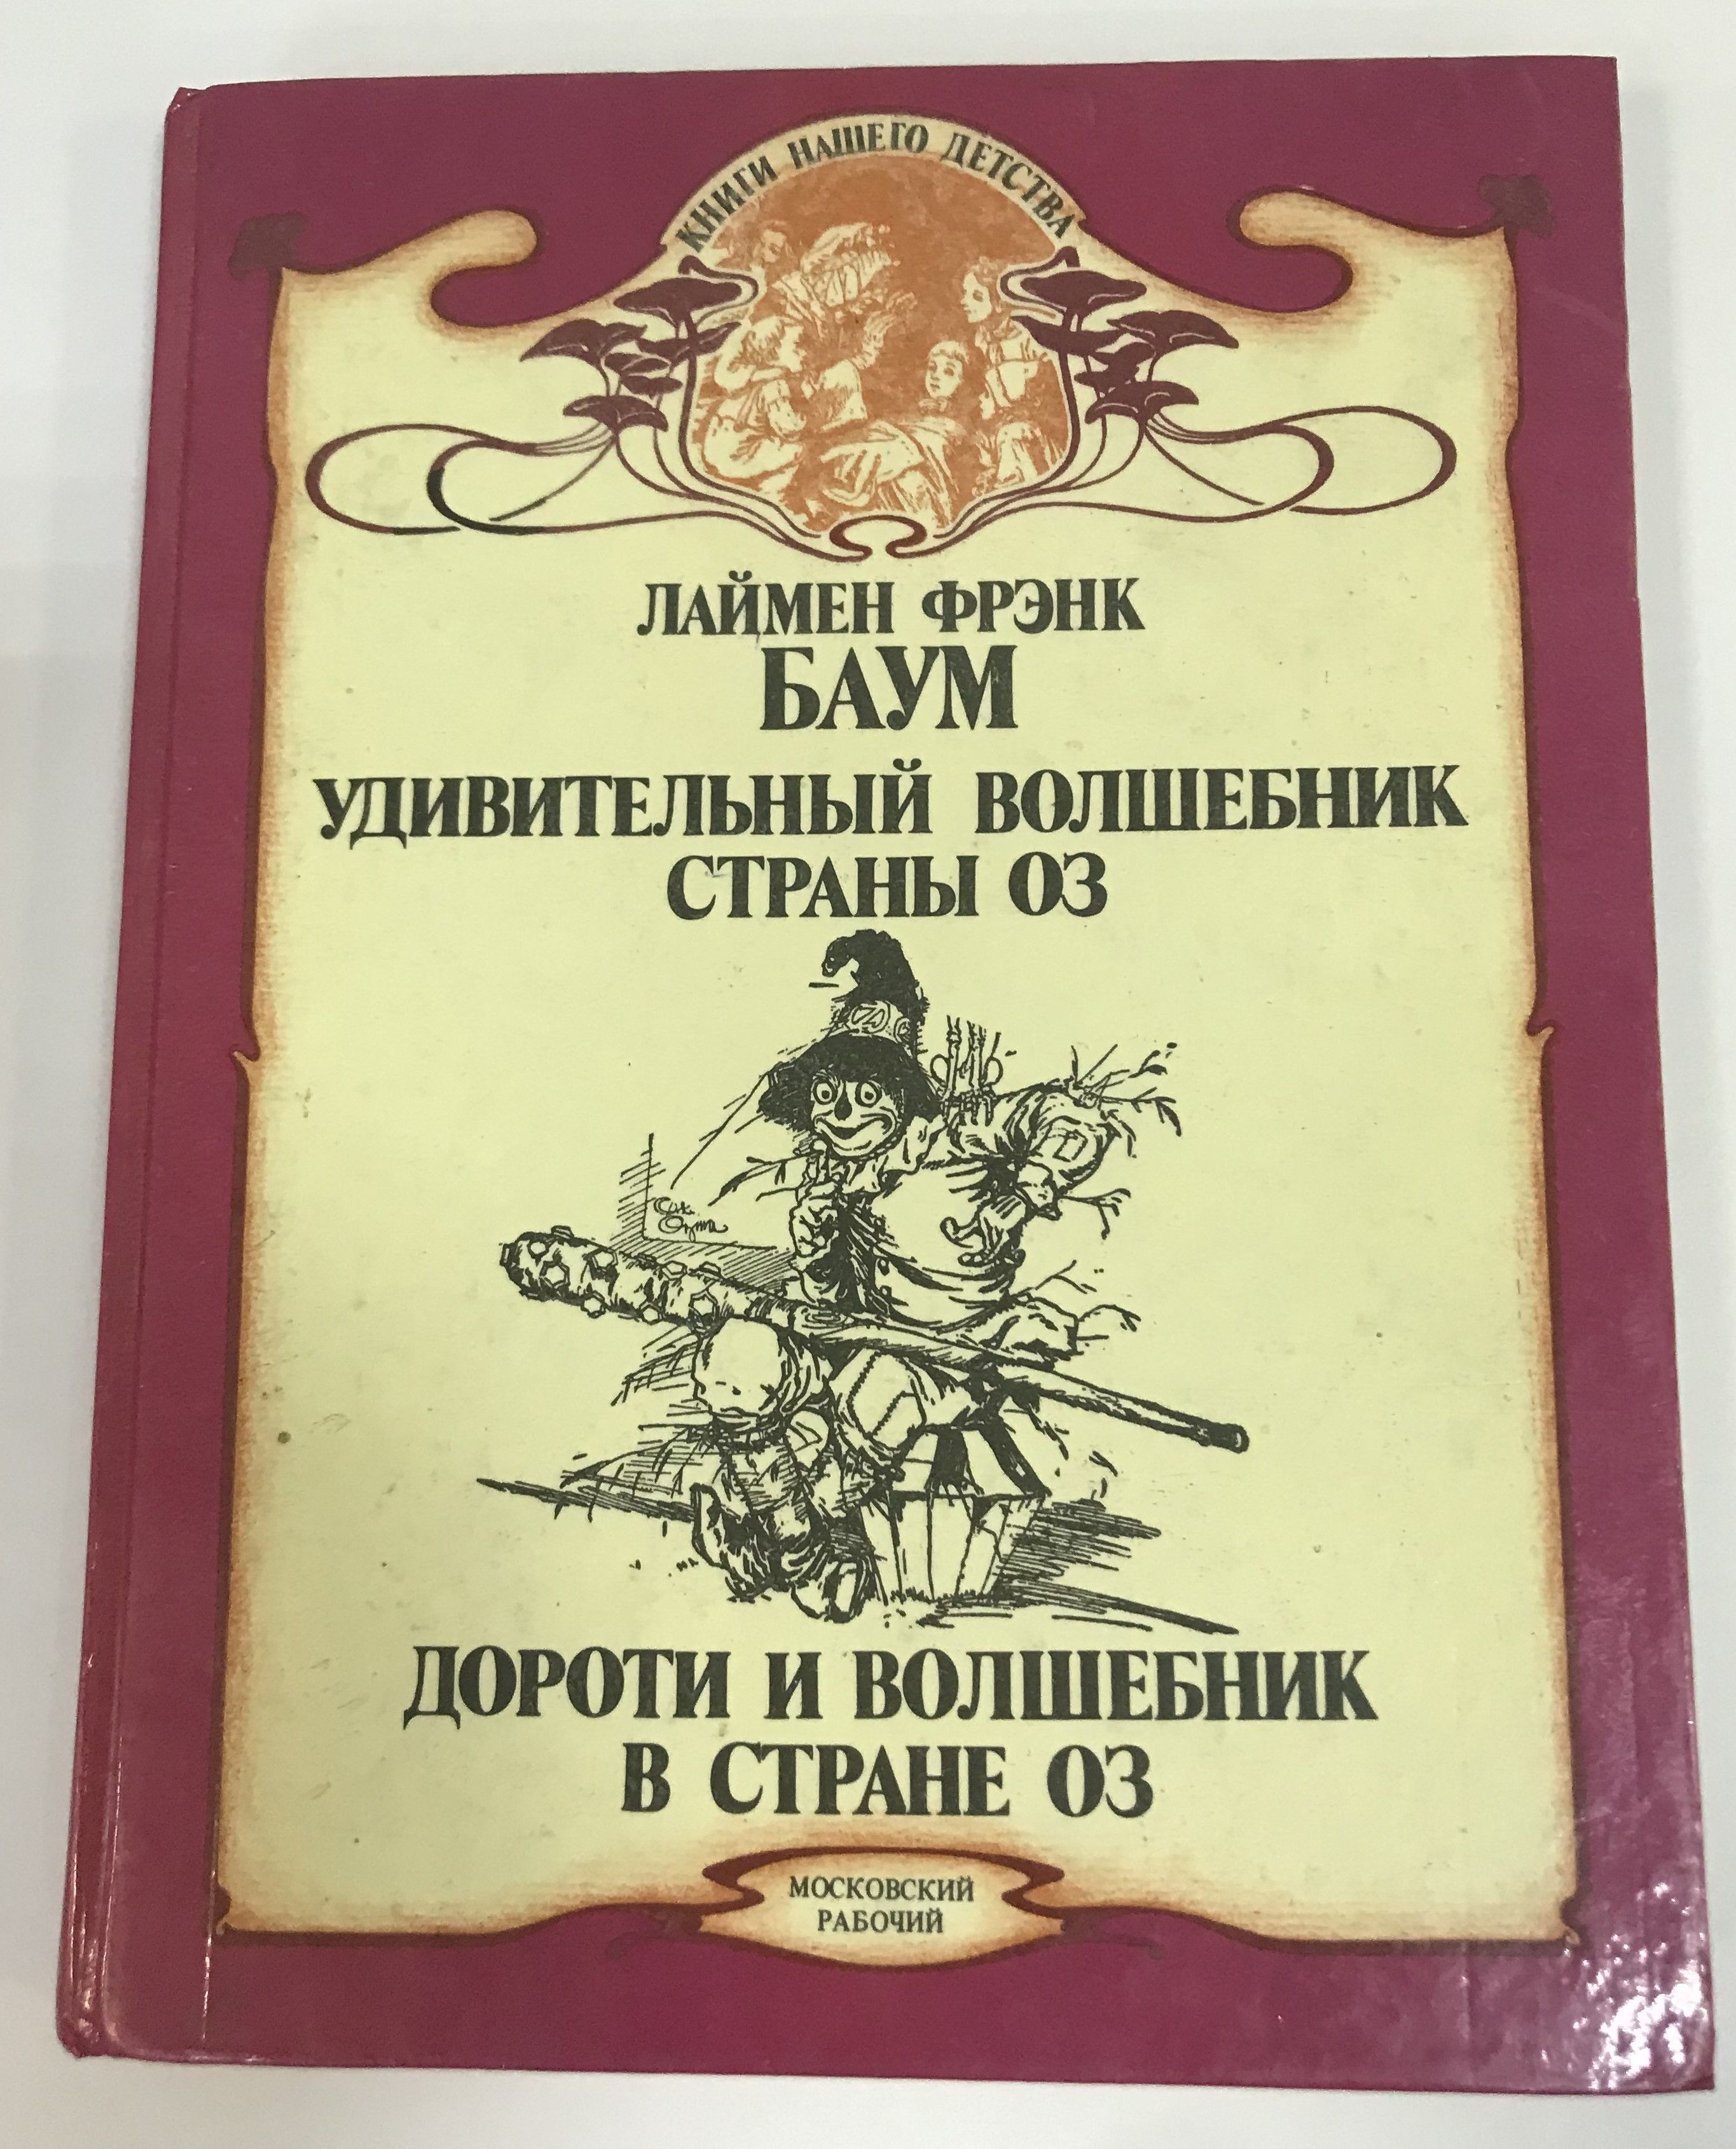 КНИГИ НАШЕГО ДЕТСТВА
ЛАЙМЕН ФРЭНК
БАУМ
УДИВИТЕЛЬНЫЙ ВОЛШЕБНИК
СТРАНЫ ОЗ
ДОРОТИ И ВОЛШЕБНИК
В СТРАНЕ ОЗ
МОСКОВСКИЙ
РАБОЧИЙ